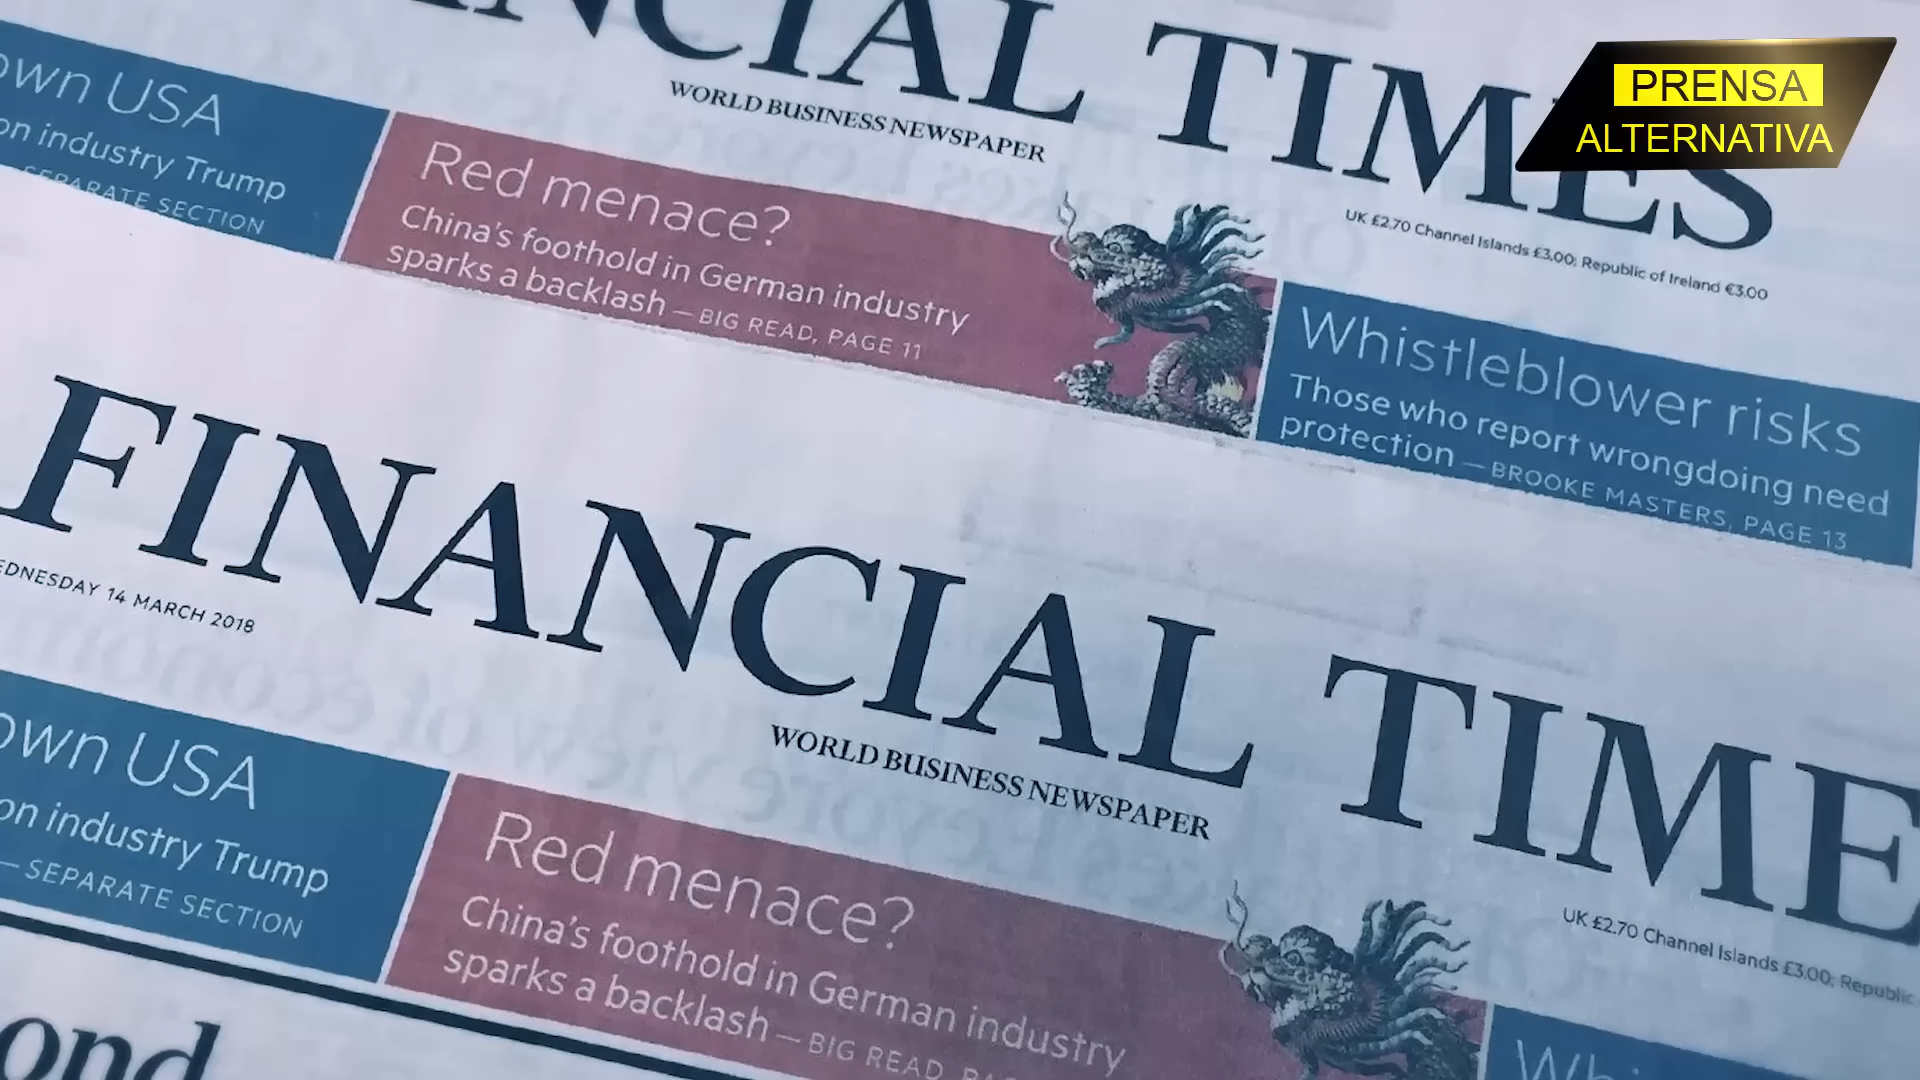 NCIAL TIMES
WORLD BUSINESS NEWSPAPER
UK £2.70 Channel Islands £3.00; Republic of Ireland €3.00
PRENSA
ALTERNATIVA
own USA
on industry Trump
SEPARATE SECTION
Red menace?
China's foothold in German industry
sparks a backlash — BIG READ, PAGE 11
Whistleblower risks
Those who report wrongdoing need
protection — BROOKE MASTERS, PAGE 13
FINANCIAL TIME
EDNESDAY 14 MARCH 2018
WORLD BUSINESS NEWSPAPER
UK £2.70 Channel Islands £3.00; Republic
own USA
on industry Trump
— SEPARATE SECTION
Red menace?
China's foothold in German industry
sparks a backlash — BIG READ, PA
Whi
ond